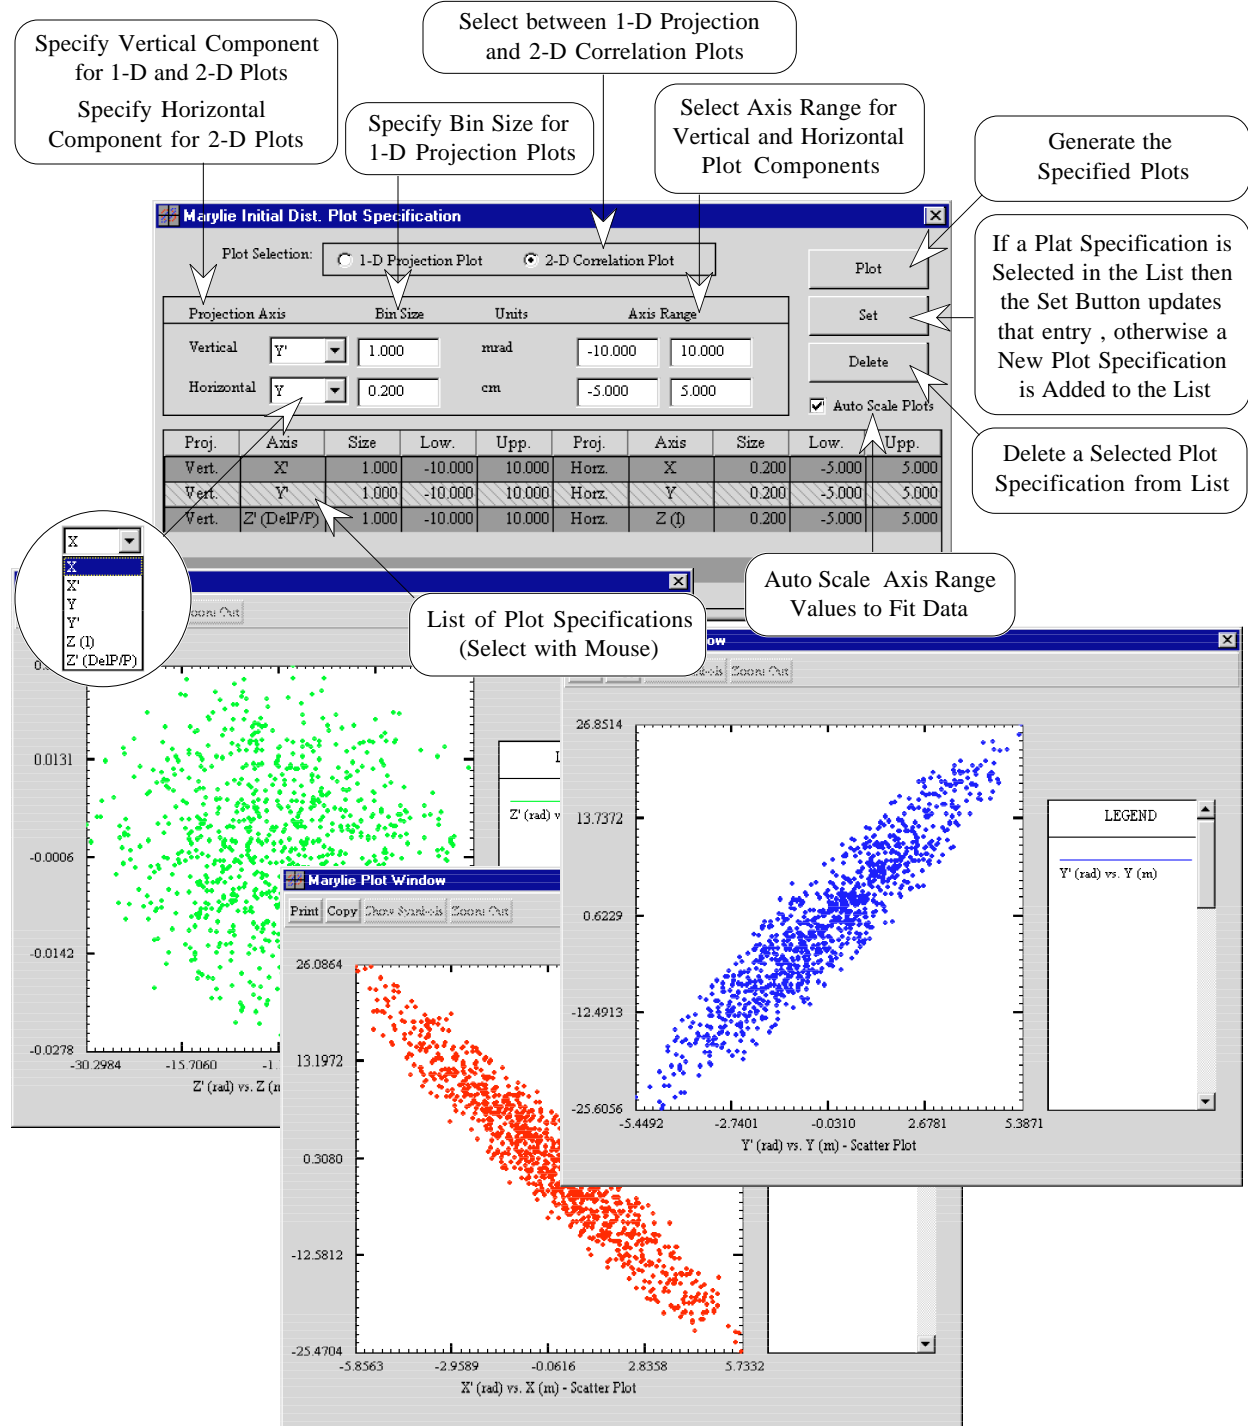 Specify Vertical Component
for 1-D and 2-D Plots
Specify Horizontal
Component for 2-D Plots
Select between 1-D Projection
and 2-D Correlation Plots
Specify Bin Size for
1-D Projection Plots
Select Axis Range for
Vertical and Horizontal
Plot Components
Generate the
Specified Plots
If a Plat Specification is
Selected in the List then
the Set Button updates
that entry , otherwise a
New Plot Specification
is Added to the List
Delete a Selected Plot
Specification from List
Marylie Initial Dist. Plot Specification
Plot Selection: 1-D Projection Plot 2-D Correlation Plot
Plot
Set
Delete
Auto Scale Plots
Projection Axis Bin Size Units Axis Range
Vertical Y' 1.000 mrad -10.000 10.000
Horizontal Y 0.200 cm -5.000 5.000
Proj. Axis Size Low. Upp. Proj. Axis Size Low. Upp.
Vert. X' 1.000 -10.000 10.000 Horz. X 0.200 -5.000 5.000
Vert. Y' 1.000 -10.000 10.000 Horz. Y 0.200 -5.000 5.000
Vert. Z' (DelP/P) 1.000 -10.000 10.000 Horz. Z (l) 0.200 -5.000 5.000
X
X
X'
Y
Y'
Z (l)
Z' (DelP/P)
List of Plot Specifications
(Select with Mouse)
Auto Scale Axis Range
Values to Fit Data
Zoom Out
0.0131
-0.0006
-0.0142
-0.0278
-30.2984 -15.7060
Z' (rad) vs. Z
Z' (rad)
Zoom Out
26.8514
13.7372
0.6229
-12.4913
-25.6056
-5.4492 -2.7401 -0.0310 2.6781 5.3871
Y' (rad) vs. Y (m) - Scatter Plot
LEGEND
Y' (rad) vs. Y (m)
Marylie Plot Window
Print Copy Show Symbols Zoom Out
26.0864
13.1972
0.3080
-12.5812
-25.4704
-5.8563 -2.9589 -0.0616 2.8358 5.7332
X' (rad) vs. X (m) - Scatter Plot